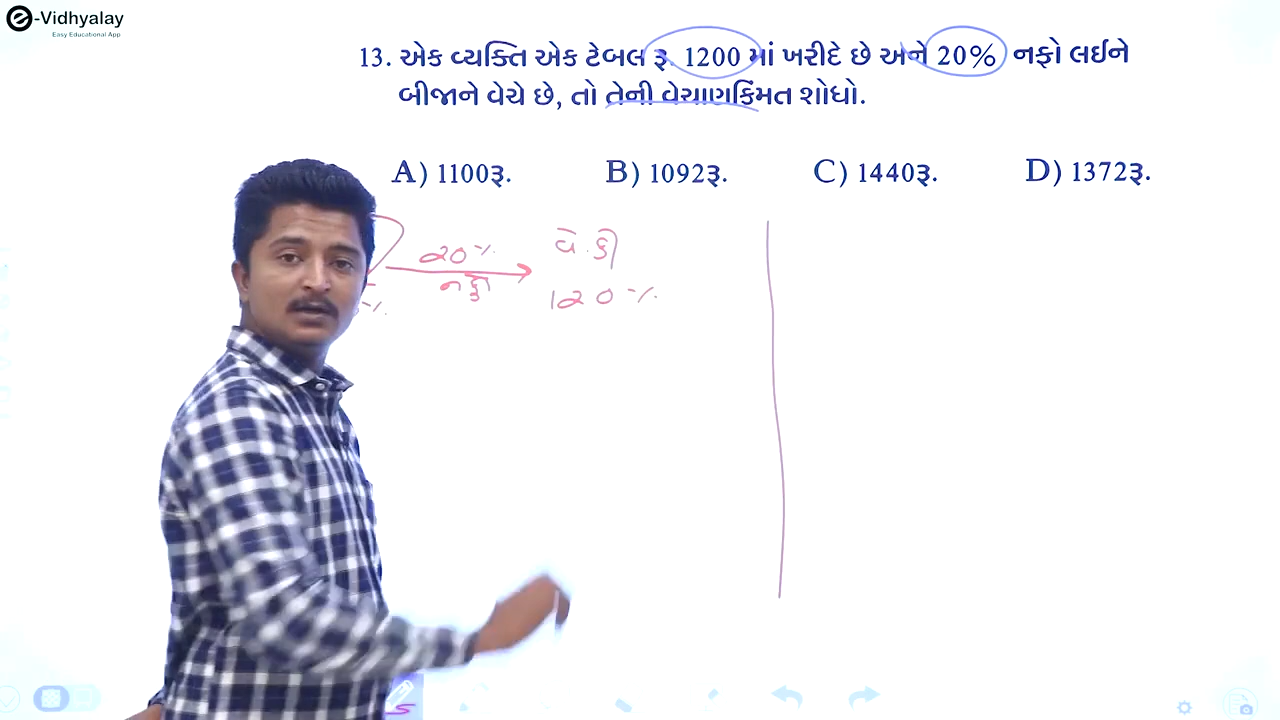 e-Vidhyalay
Easy Educational App
13. એક વ્યક્તિ એક ટેબલ રૂ. 1200 માં ખરીદે છે અને 20% નફો લઈને
બીજાને વેચે છે, તો તેની વેચાણકિંમત શોધો.
A) 1100રૂ. B) 1092રૂ. C) 1440રૂ. D) 1372રૂ.
20% વે.કિં
નફો 120%